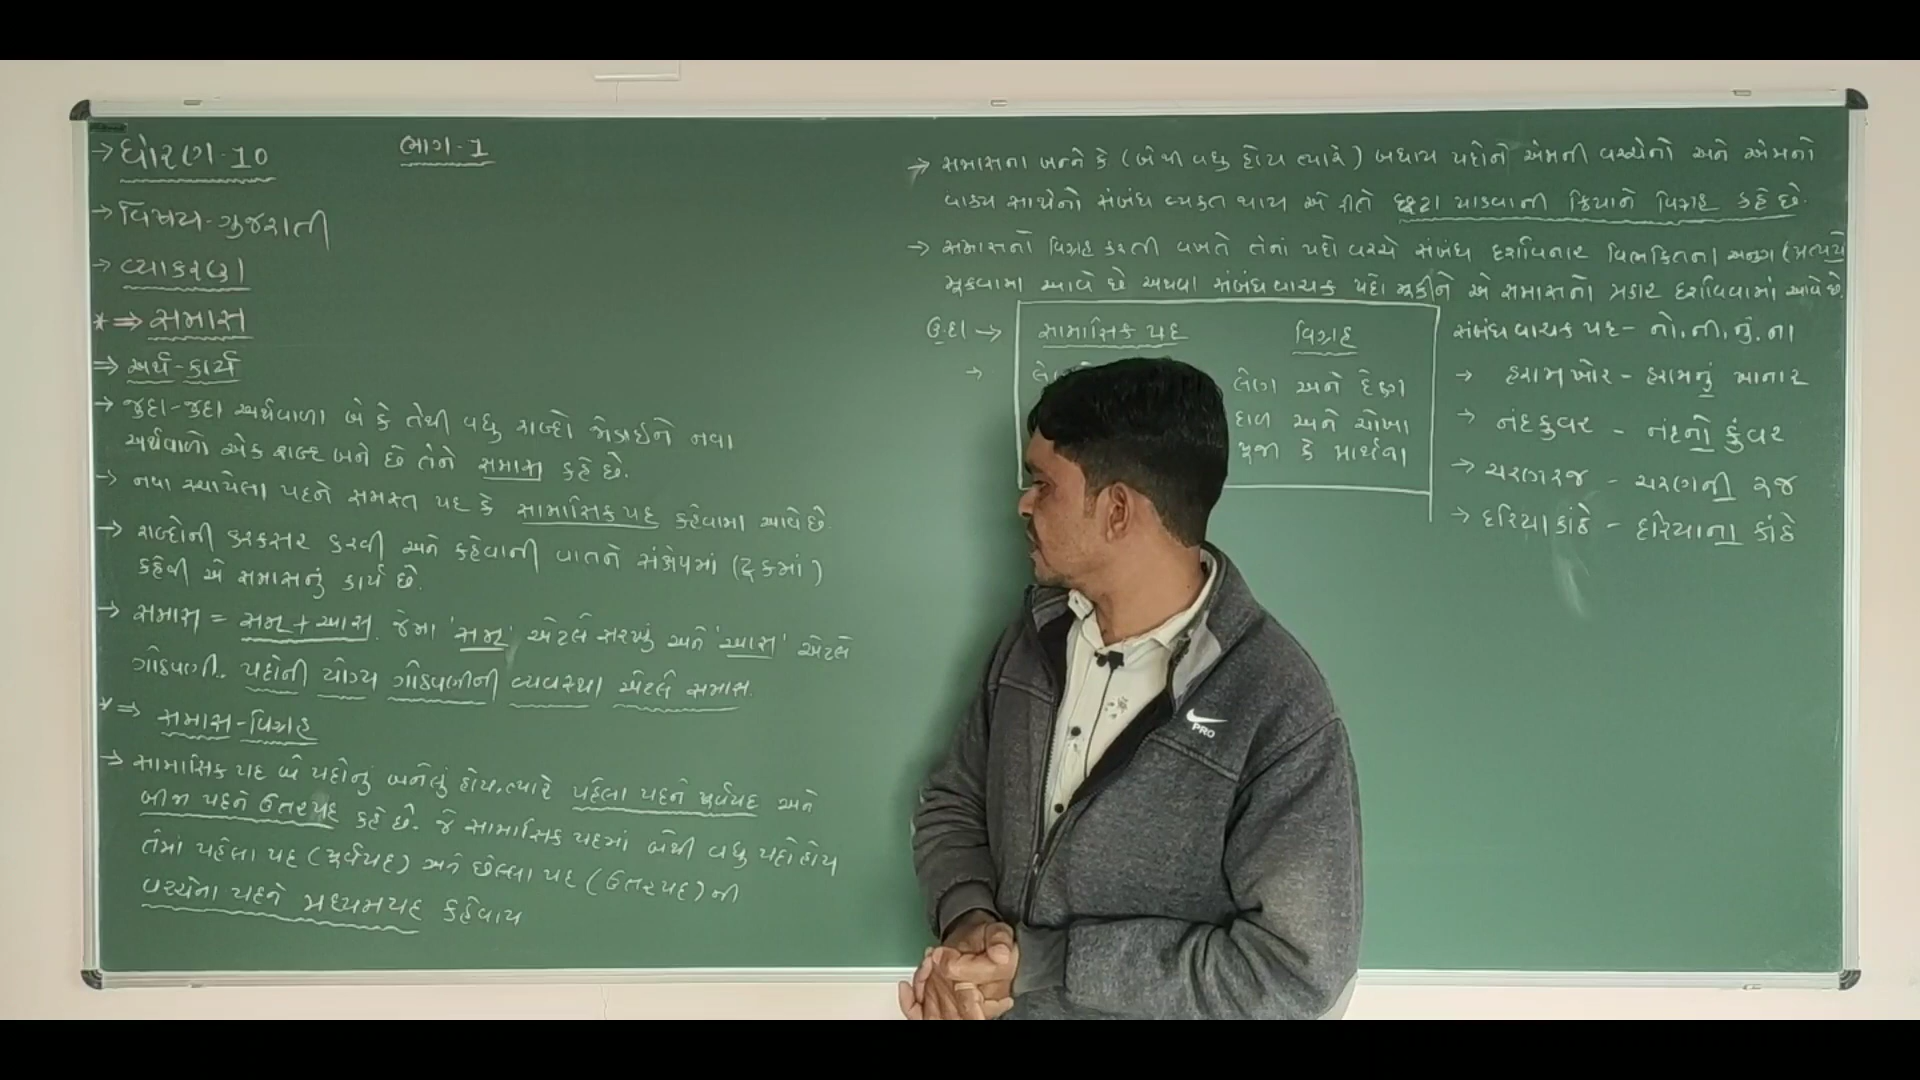 → ધોરણ-10
ભાગ-1
→ વિષય-ગુજરાતી
→ વ્યાકરણ
*⇒ સમાસ
⇒ અર્થ-કાર્ય
→ જુદા-જુદા અર્થવાળા બે કે તેથી વધુ શબ્દો જોડાઈને નવા
અર્થવાળો એક શબ્દ બને છે તેને સમાસ કહે છે.
→ નવા સ્થાપેલા પદને સમસ્ત પદ કે સામાસિક પદ કહેવામા આવે છે.
→ શબ્દોની કરકસર કરવી અને કહેવાની વાતને સંક્ષેપમાં (ટૂકમાં)
કહેવી એ સમાસનું કાર્ય છે.
→ સમાસ = સમ્ + આસ. જેમા 'સમ્' એટલે સરખું અને 'આસ' એટલે
ગોઠવણી.. પદોની યોગ્ય ગોઠવણીની વ્યવસ્થા એટલે સમાસ.
*⇒ સમાસ-વિગ્રહ
→ સામાસિક પદ બે પદોનું બનેલું હોય, ત્યારે પહેલા પદને પૂર્વપદ અને
બીજા પદને ઉતરપદ કહે છે. જે સામાસિક પદમાં બેથી વધુ પદો હોય
તેમાં પહેલા પદ (પૂર્વપદ) અને છેલ્લા પદ (ઉતરપદ) ની
વચ્ચેના પદને મધ્યમપદ કહેવાય
→ સમાસના બન્ને કે (બેથી વધુ હોય ત્યારે) બધાય પદોનો એમની વચ્ચેનો અને એમનો
વાક્ય સાથેનો સંબંધ વ્યક્ત થાય એ રીતે છૂટા પાડવાની ક્રિયાને વિગ્રહ કહે છે.
→ સમાસનો વિગ્રહ કરતી વખતે તેનાં પદો વચ્ચે સંબંધ દર્શાવનાર વિભક્તિના અનુગ (પ્રત્યયો
મૂકવામા આવે છે અથવા સંબંધવાચક પદો મૂકીને એ સમાસનો પ્રકાર દર્શાવવામાં આવે છે.
ઉ.દા → સામાસિક પદ વિગ્રહ
→ લેણ અને દેણ
દાળ અને ચોખા
પૂજા કે પ્રાર્થના
સંબંધવાચક પદ- નો, ની, નું, ના
→ હરામખોર - હરામનું ખાનાર
→ નંદકુવર - નંદનો કુંવર
→ ચરણરજ - ચરણની રજ
→ દરિયાકાંઠે - દરિયાના કાંઠે
PRO